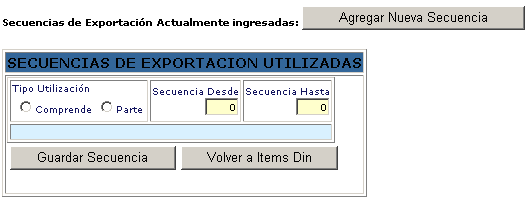 Secuencias de Exportación Actualmente ingresadas: Agregar Nueva Secuencia
SECUENCIAS DE EXPORTACION UTILIZADAS
Tipo Utilización
Comprende Parte
Secuencia Desde
0
Secuencia Hasta
0
Guardar Secuencia Volver a Items Din